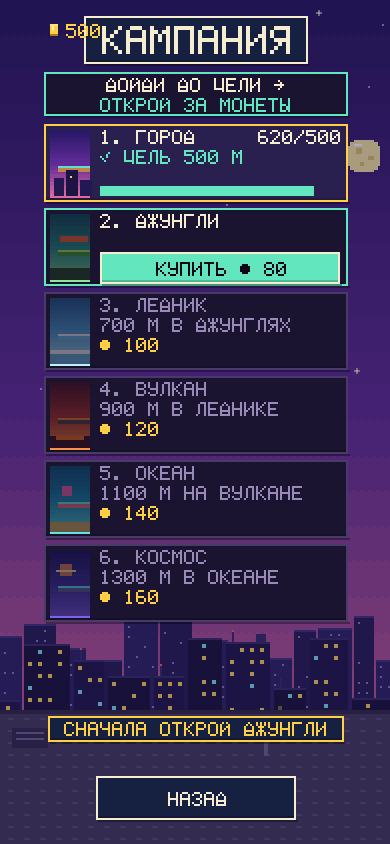 500
КАМПАНИЯ
ДОЙДИ ДО ЦЕЛИ →
ОТКРОЙ ЗА МОНЕТЫ
1. ГОРОД 620/500
✓ ЦЕЛЬ 500 М
2. ДЖУНГЛИ
КУПИТЬ ● 80
3. ЛЕДНИК
700 М В ДЖУНГЛЯХ
● 100
4. ВУЛКАН
900 М В ЛЕДНИКЕ
● 120
5. ОКЕАН
1100 М НА ВУЛКАНЕ
● 140
6. КОСМОС
1300 М В ОКЕАНЕ
● 160
СНАЧАЛА ОТКРОЙ ДЖУНГЛИ
НАЗАД